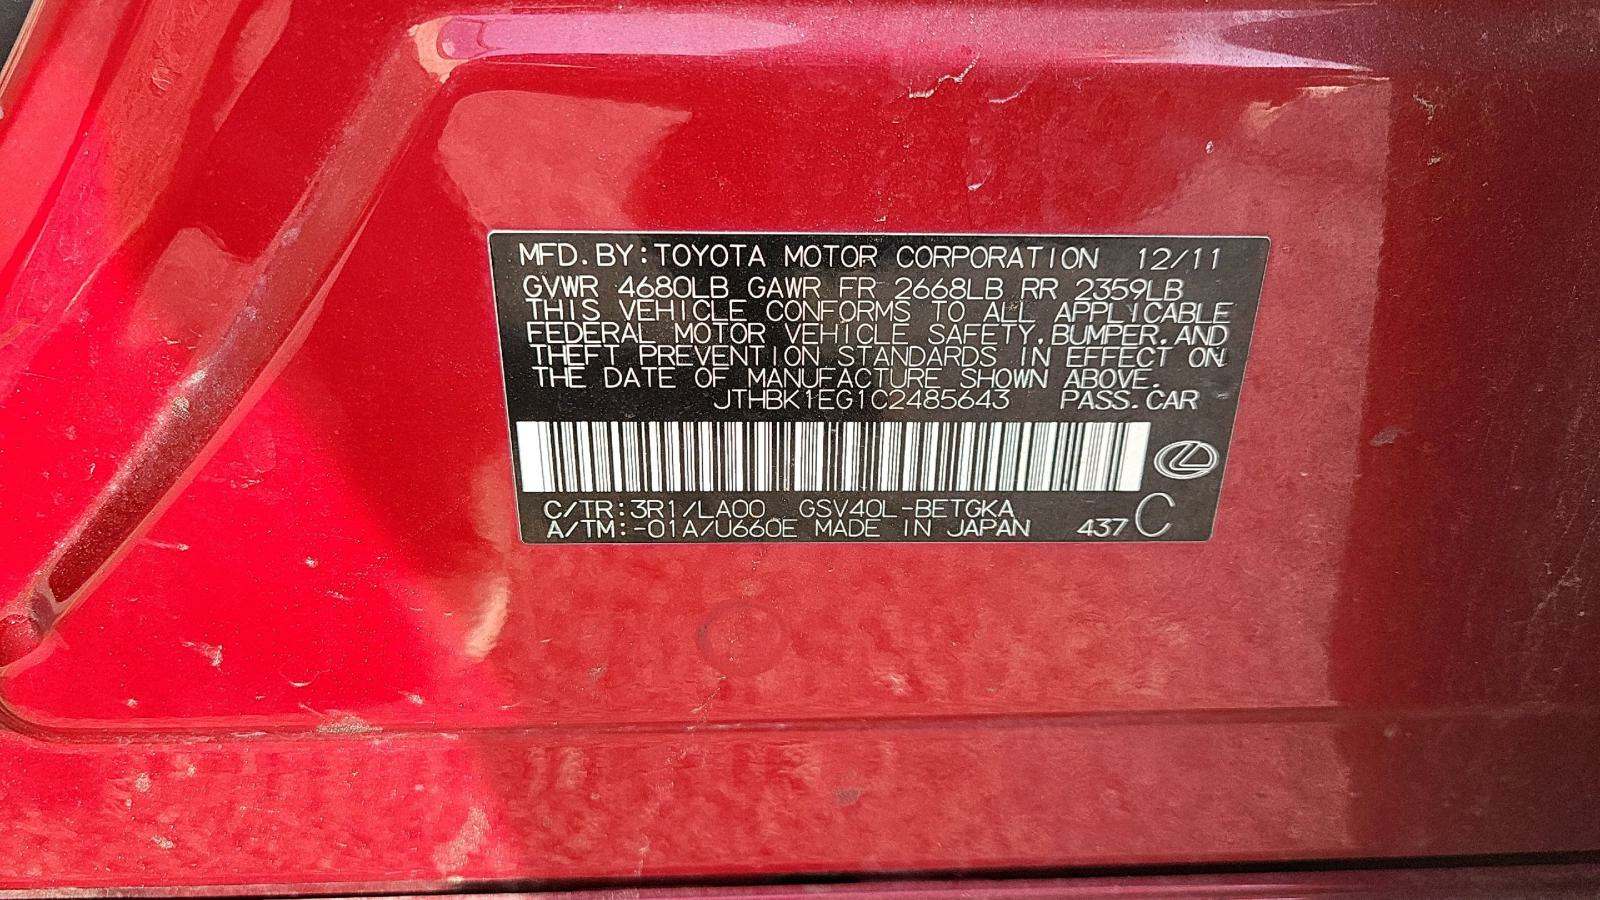 MFD. BY: TOYOTA MOTOR CORPORATION 12/11
GVWR 4680LB GAWR FR 2668LB RR 2359LB
THIS VEHICLE CONFORMS TO ALL APPLICABLE
FEDERAL MOTOR VEHICLE SAFETY, BUMPER, AND
THEFT PREVENTION STANDARDS IN EFFECT ON
THE DATE OF MANUFACTURE SHOWN ABOVE.
JTHBK1EG1C2485643 PASS. CAR
C/TR: 3R1/LA00 GSV40L-BETGKA
A/TM: -01A/U660E MADE IN JAPAN 437 C